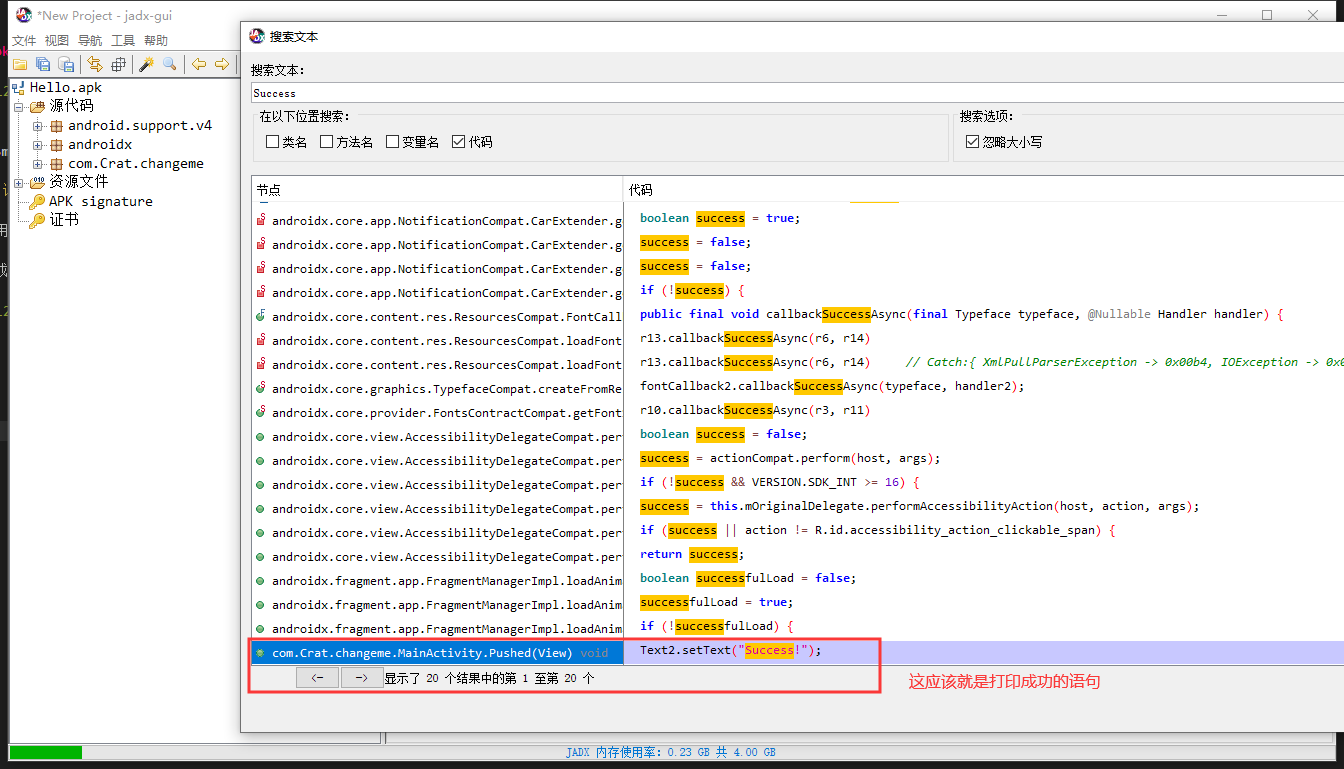 *New Project - jadx-gui
文件 视图 导航 工具 帮助
Hello.apk
源代码
android.support.v4
androidx
com.Crat.changeme
资源文件
APK signature
证书
搜索文本
搜索文本:
Success
在以下位置搜索:
类名 方法名 变量名 代码
搜索选项:
忽略大小写
节点 代码
androidx.core.app.NotificationCompat.CarExtender.g boolean success = true;
androidx.core.app.NotificationCompat.CarExtender.g success = false;
androidx.core.app.NotificationCompat.CarExtender.g success = false;
androidx.core.app.NotificationCompat.CarExtender.g if (!success) {
androidx.core.content.res.ResourcesCompat.FontCall public final void callbackSuccessAsync(final Typeface typeface, @Nullable Handler handler) {
androidx.core.content.res.ResourcesCompat.loadFont r13.callbackSuccessAsync(r6, r14)
androidx.core.content.res.ResourcesCompat.loadFont r13.callbackSuccessAsync(r6, r14) // Catch:{ XmlPullParserException -> 0x00b4, IOException -> 0x0
androidx.core.graphics.TypefaceCompat.createFromRe fontCallback2.callbackSuccessAsync(typeface, handler2);
androidx.core.provider.FontsContractCompat.getFont r10.callbackSuccessAsync(r3, r11)
androidx.core.view.AccessibilityDelegateCompat.per boolean success = false;
androidx.core.view.AccessibilityDelegateCompat.per success = actionCompat.perform(host, args);
androidx.core.view.AccessibilityDelegateCompat.per if (!success && VERSION.SDK_INT >= 16) {
androidx.core.view.AccessibilityDelegateCompat.per success = this.mOriginalDelegate.performAccessibilityAction(host, action, args);
androidx.core.view.AccessibilityDelegateCompat.per if (success || action != R.id.accessibility_action_clickable_span) {
androidx.core.view.AccessibilityDelegateCompat.per return success;
androidx.fragment.app.FragmentManagerImpl.loadAnim boolean successfulLoad = false;
androidx.fragment.app.FragmentManagerImpl.loadAnim successfulLoad = true;
androidx.fragment.app.FragmentManagerImpl.loadAnim if (!successfulLoad) {
com.Crat.changeme.MainActivity.Pushed(View) void Text2.setText("Success!");
<- -> 显示了 20 个结果中的第 1 至第 20 个
这应该就是打印成功的语句
JADX 内存使用率: 0.23 GB 共 4.00 GB